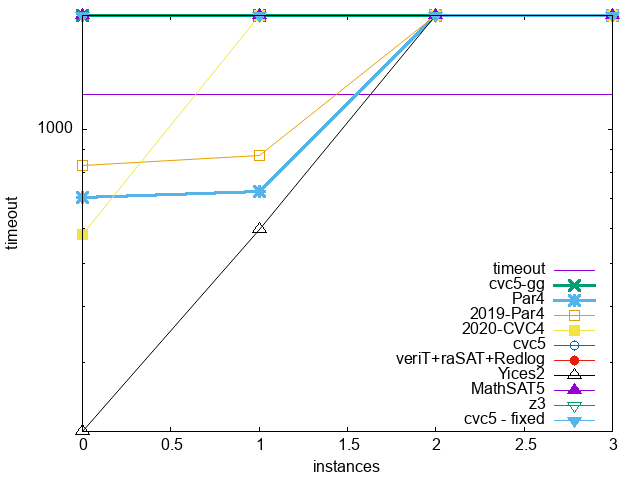 1000
timeout
timeout
cvc5-gg
Par4
2019-Par4
2020-CVC4
cvc5
veriT+raSAT+Redlog
Yices2
MathSAT5
z3
cvc5 - fixed
0 0.5 1 1.5 2 2.5 3
instances